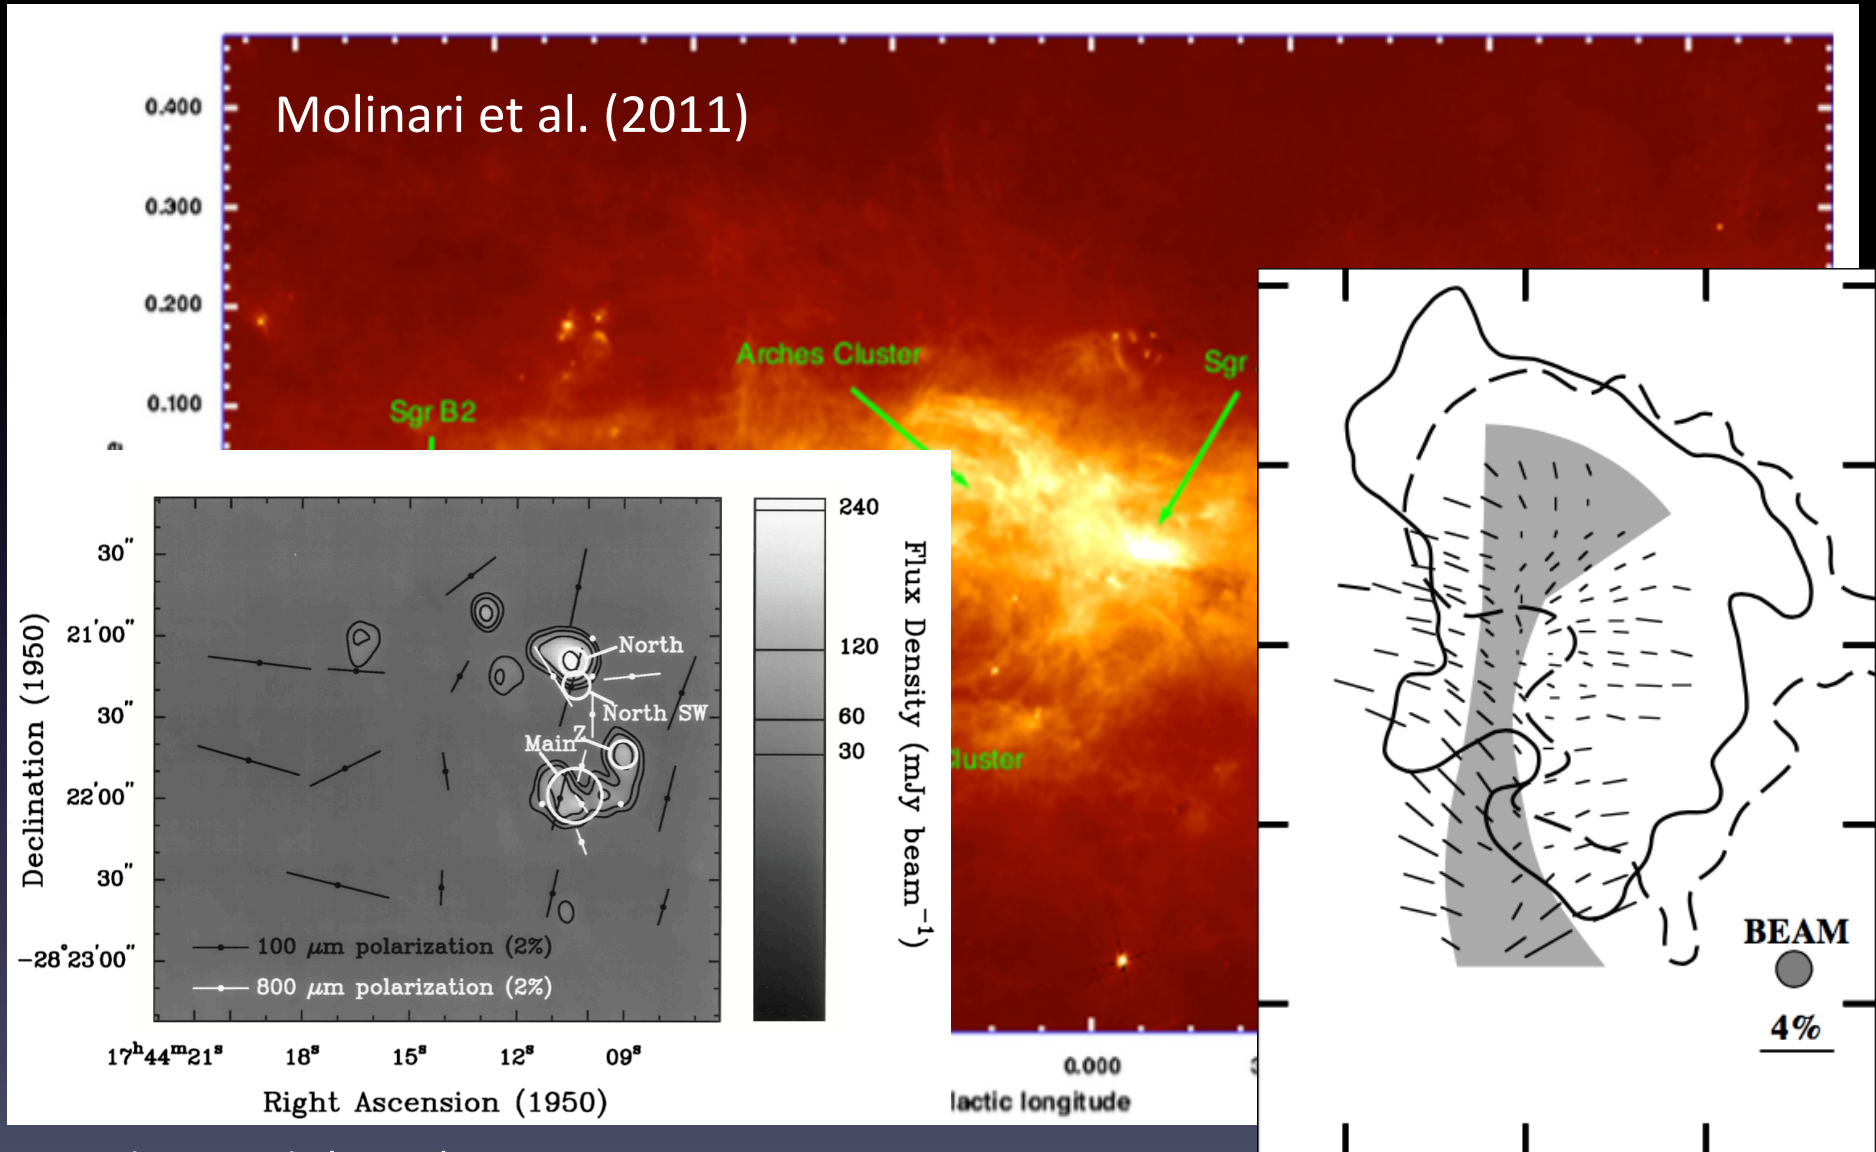 Molinari et al. (2011)
0.400
0.300
0.200
0.100
Arches Cluster
Sgr
Sgr B2
Cluster
0.000
lactic longitude
Declination (1950)
30″
21′00″
30″
22′00″
30″
−28°23′00″
North
North SW
Z
Main
100 μm polarization (2%)
800 μm polarization (2%)
17ʰ44ᵐ21ˢ 18ˢ 15ˢ 12ˢ 09ˢ
Right Ascension (1950)
240
120
60
30
Flux Density (mJy beam⁻¹)
BEAM
4%